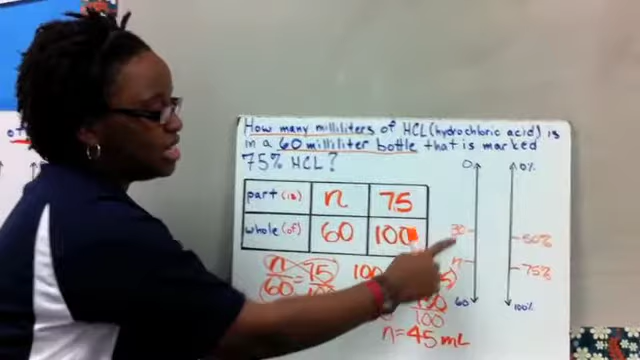 How many milliliters of HCL (hydrochloric acid) is
in a 60 milliliter bottle that is marked
75% HCL?
part (is) n 75
whole (of) 60 100
0 0%
30 50%
n 75%
60 100%
n 75 100
60 = 100
100
100
n=45 mL
of